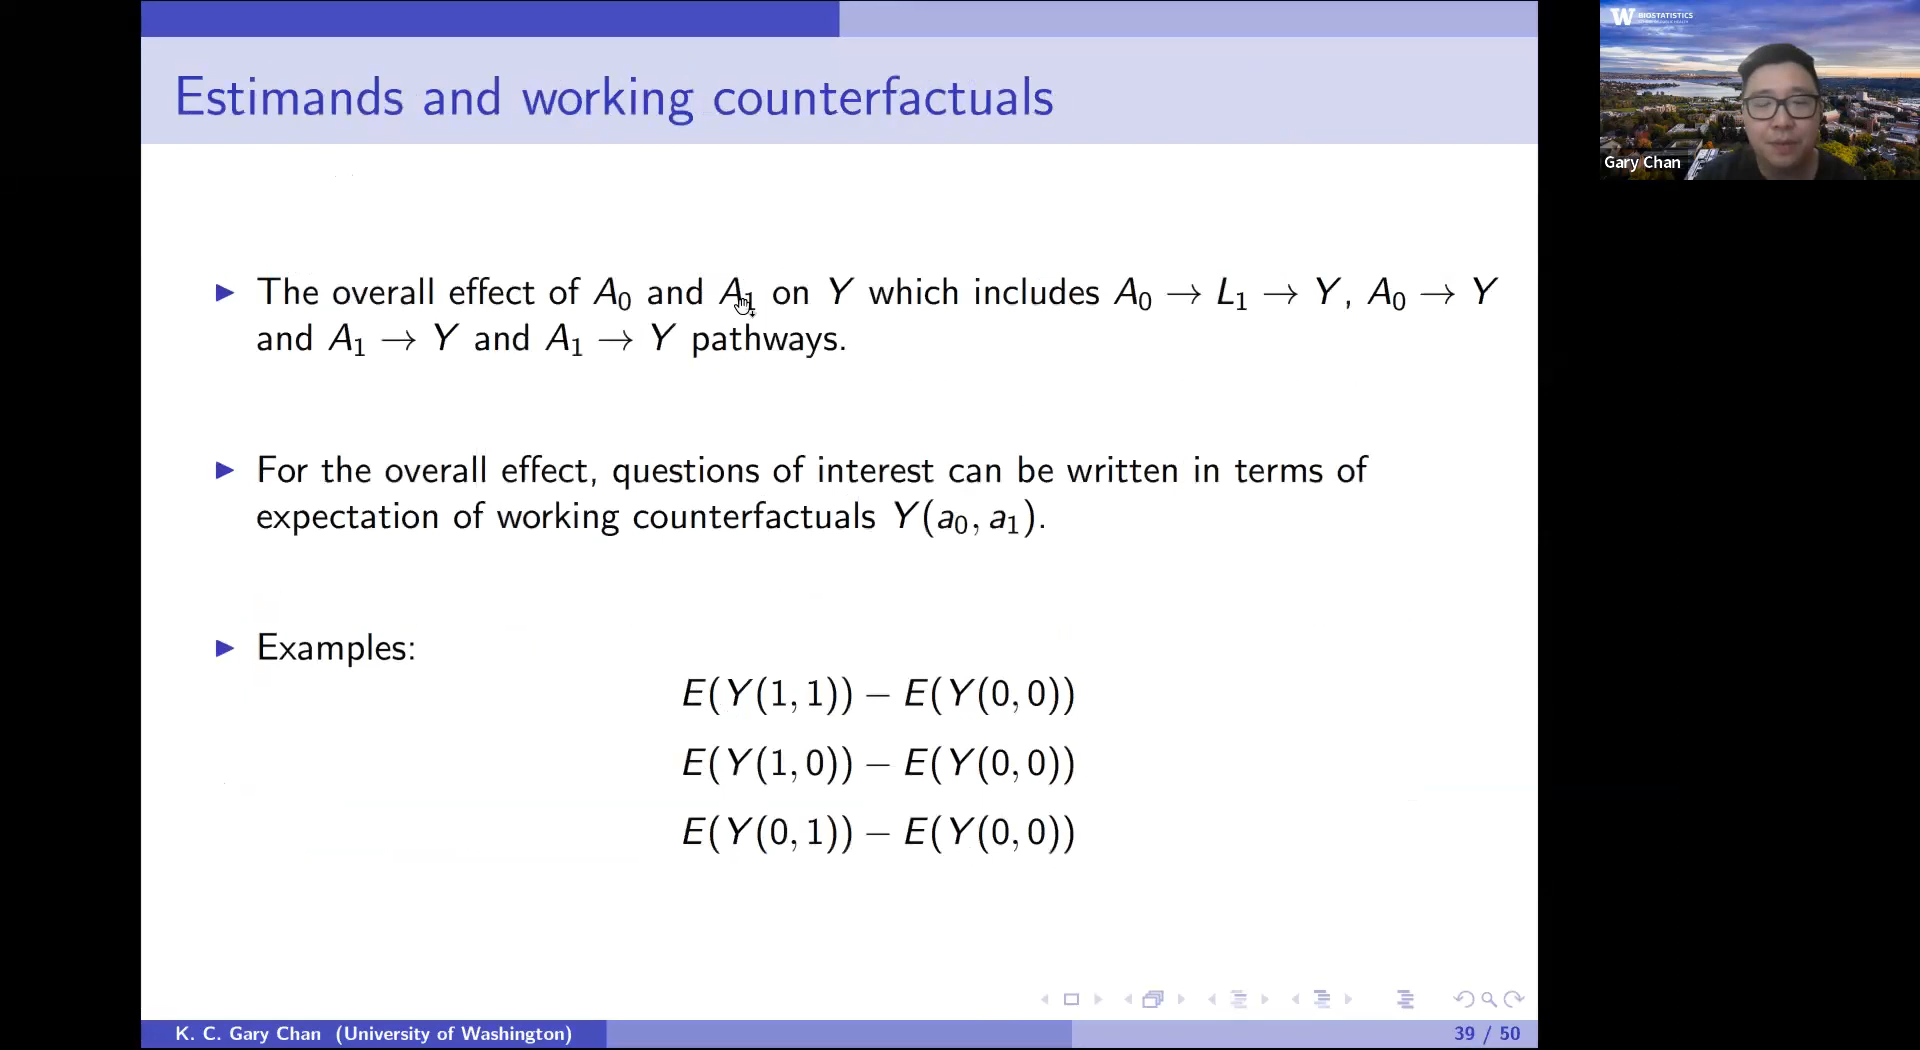 Estimands and working counterfactuals
▶ The overall effect of A₀ and A₁ on Y which includes A₀ → L₁ → Y, A₀ → Y
and A₁ → Y and A₁ → Y pathways.
▶ For the overall effect, questions of interest can be written in terms of
expectation of working counterfactuals Y(a₀, a₁).
▶ Examples:
E(Y(1, 1)) − E(Y(0, 0))
E(Y(1, 0)) − E(Y(0, 0))
E(Y(0, 1)) − E(Y(0, 0))
K. C. Gary Chan (University of Washington)
39 / 50
W BIOSTATISTICS
Gary Chan